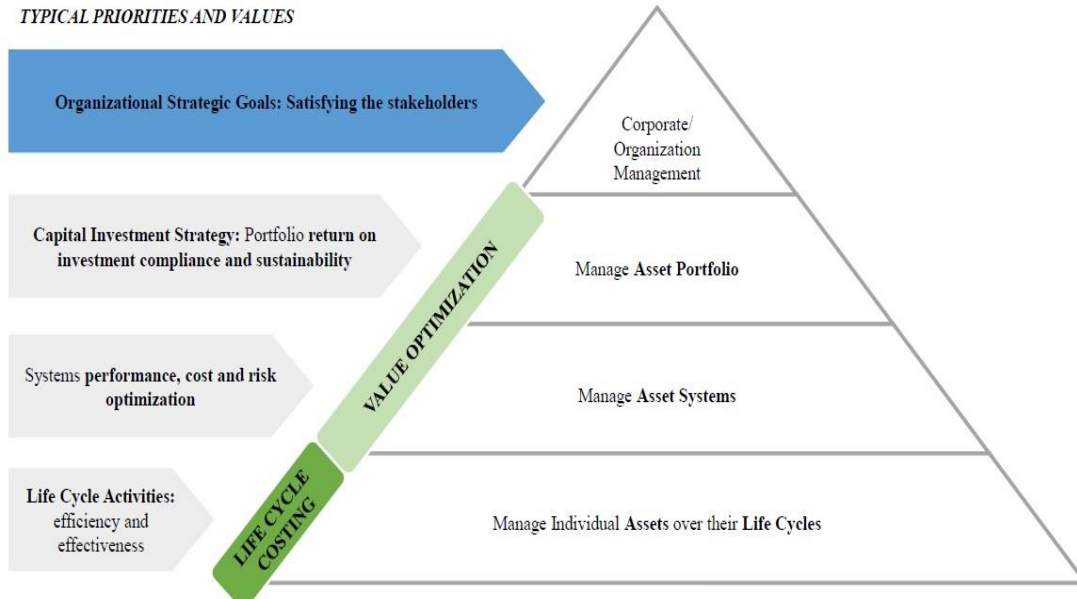 TYPICAL PRIORITIES AND VALUES
Organizational Strategic Goals: Satisfying the stakeholders
Corporate/
Organization
Management
Capital Investment Strategy: Portfolio return on
investment compliance and sustainability
Manage Asset Portfolio
VALUE OPTIMIZATION
Systems performance, cost and risk
optimization
Manage Asset Systems
Life Cycle Activities:
efficiency and
effectiveness
LIFE CYCLE
COSTING
Manage Individual Assets over their Life Cycles